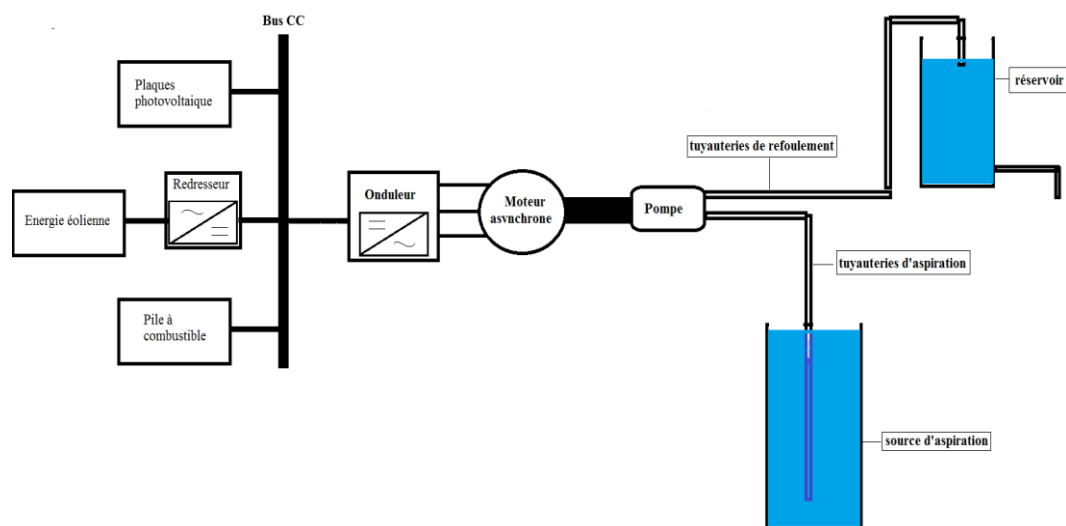 Bus CC
Plaques
photovoltaique
réservoir
tuyauteries de refoulement
Redresseur
Energie éolienne
Onduleur
Moteur
asynchrone
Pompe
tuyauteries d'aspiration
Pile à
combustible
source d'aspiration